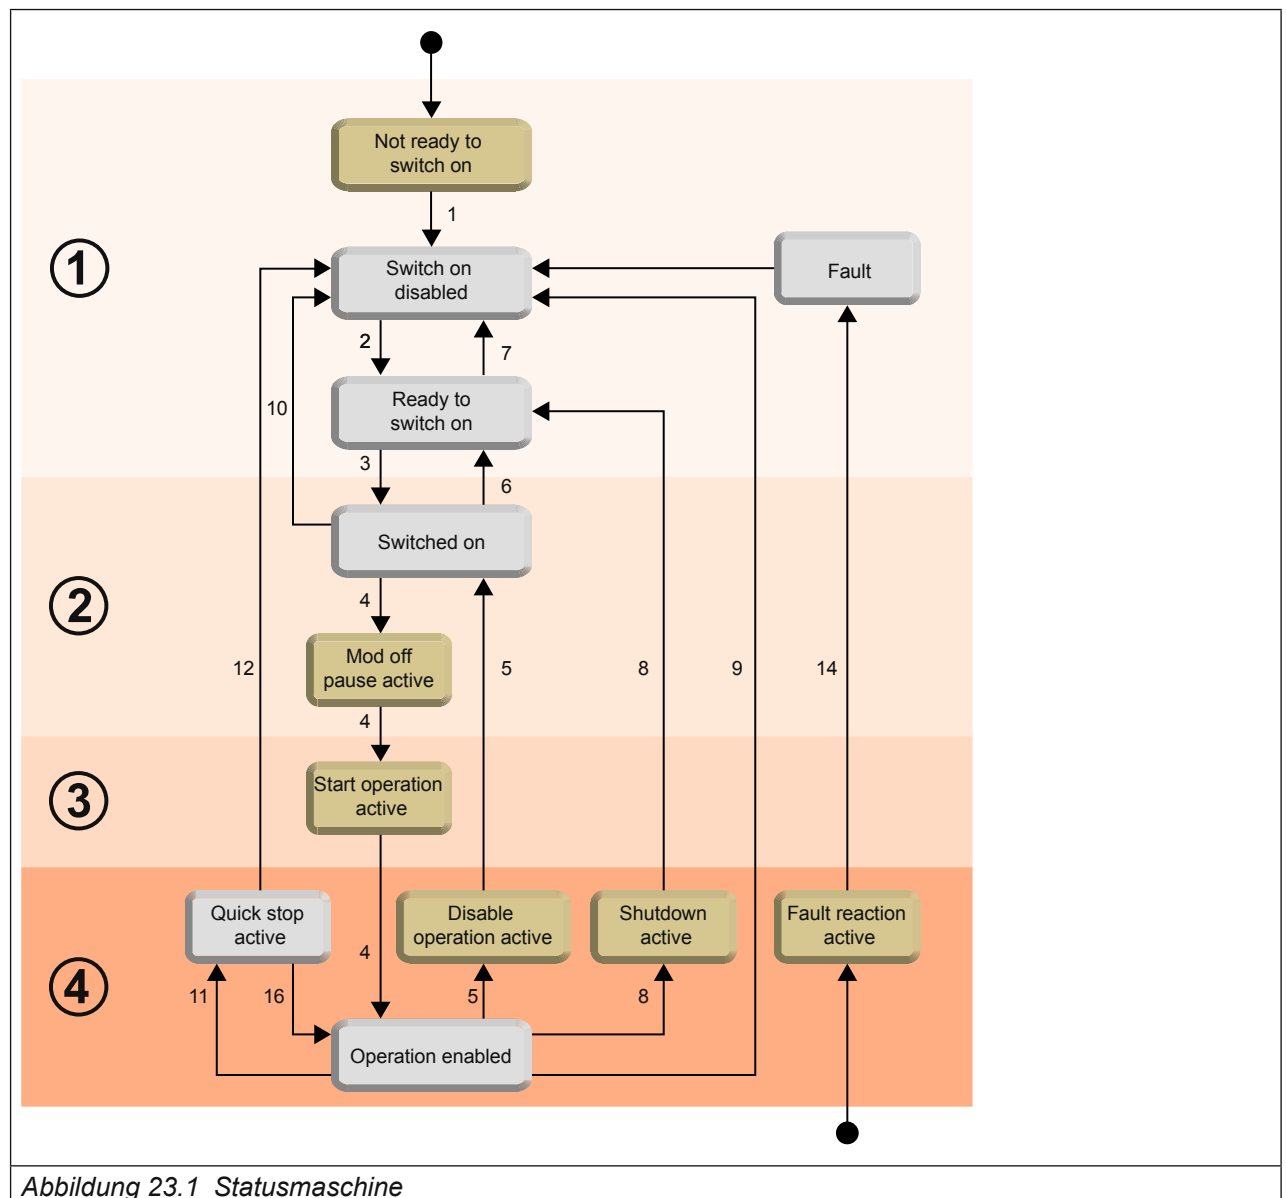 Not ready to
switch on
1
1
Switch on
disabled
Fault
2
7
10
Ready to
switch on
3
6
Switched on
2
4
12
Mod off
pause active
5
8
9
14
4
3
Start operation
active
Quick stop
active
Disable
operation active
Shutdown
active
Fault reaction
active
4
4
11
16
5
8
Operation enabled
Abbildung 23.1 Statusmaschine